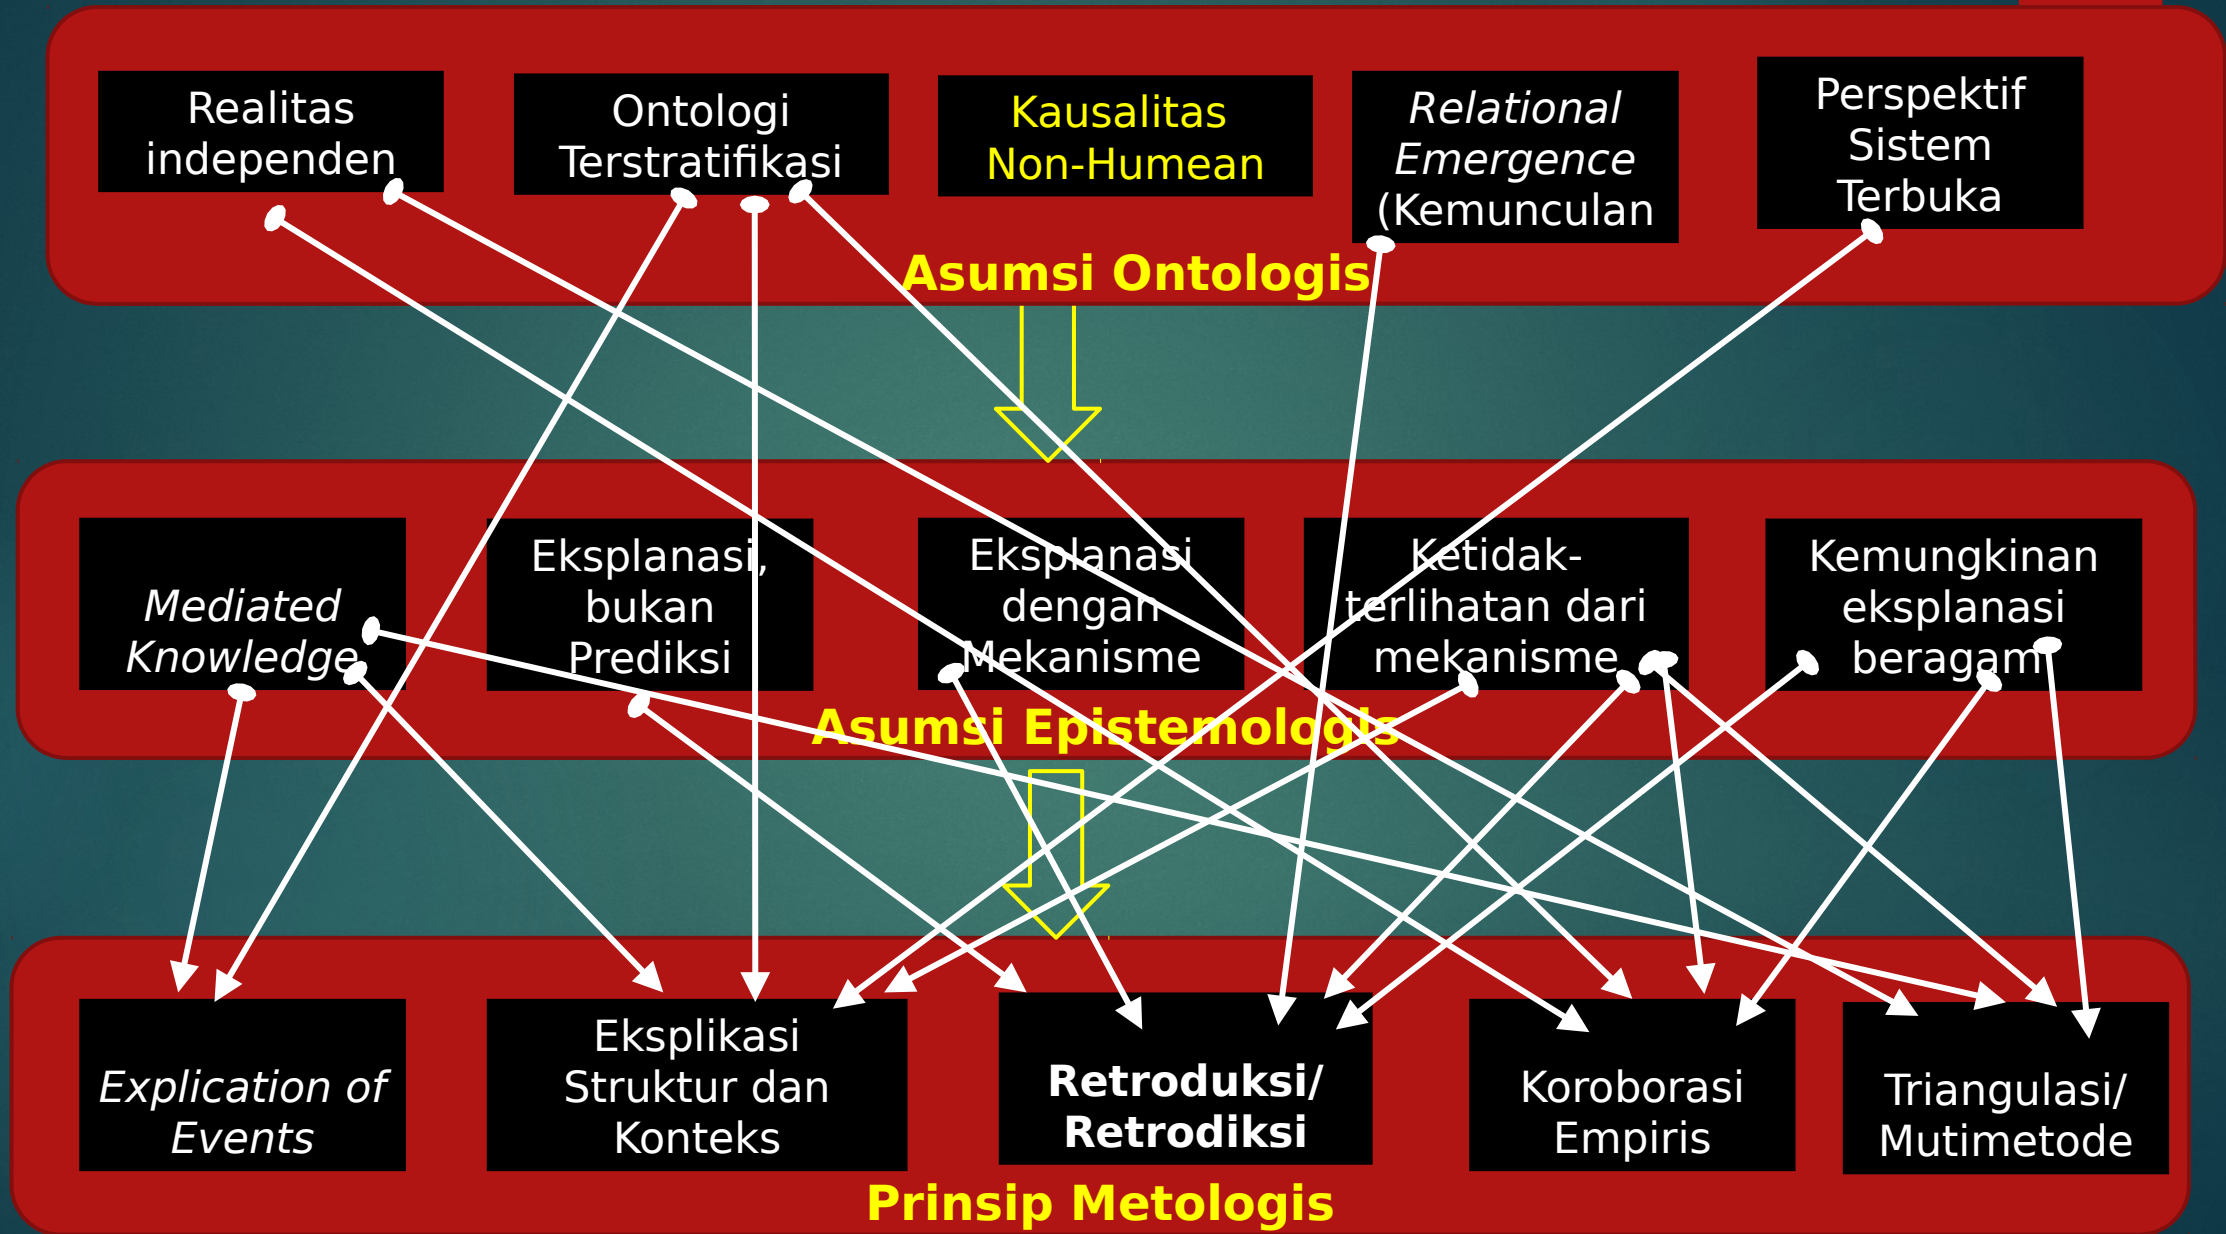 Realitas
independen
Ontologi
Terstratifikasi
Kausalitas
Non-Humean
Relational
Emergence
(Kemunculan
Perspektif
Sistem
Terbuka
Asumsi Ontologis
Mediated
Knowledge
Eksplanasi,
bukan
Prediksi
Eksplanasi
dengan
Mekanisme
Ketidak-
terlihatan dari
mekanisme
Kemungkinan
eksplanasi
beragam
Asumsi Epistemologis
Explication of
Events
Eksplikasi
Struktur dan
Konteks
Retroduksi/
Retrodiksi
Koroborasi
Empiris
Triangulasi/
Mutimetode
Prinsip Metologis